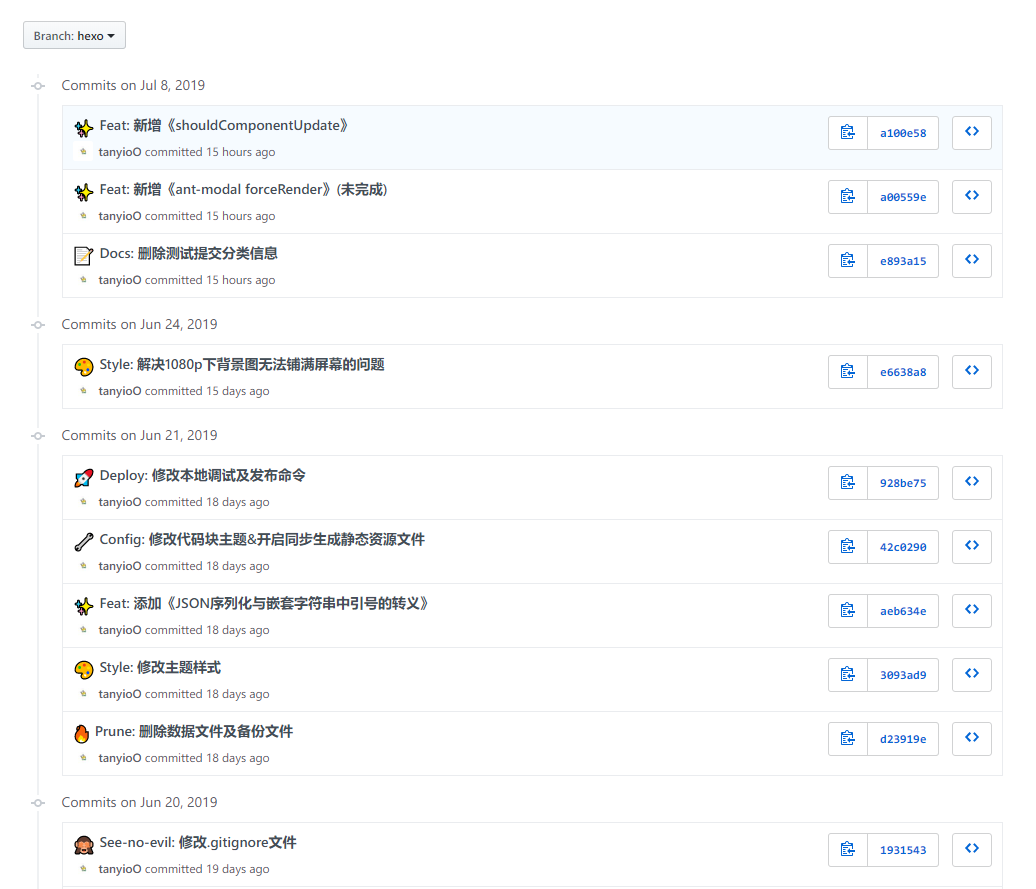 Branch: hexo
Commits on Jul 8, 2019
Feat: 新增《shouldComponentUpdate》
a100e58
tanyioO committed 15 hours ago
Feat: 新增《ant-modal forceRender》(未完成)
a00559e
tanyioO committed 15 hours ago
Docs: 删除测试提交分类信息
e893a15
tanyioO committed 15 hours ago
Commits on Jun 24, 2019
Style: 解决1080p下背景图无法铺满屏幕的问题
e6638a8
tanyioO committed 15 days ago
Commits on Jun 21, 2019
Deploy: 修改本地调试及发布命令
928be75
tanyioO committed 18 days ago
Config: 修改代码块主题&开启同步生成静态资源文件
42c0290
tanyioO committed 18 days ago
Feat: 添加《JSON序列化与嵌套字符串中引号的转义》
aeb634e
tanyioO committed 18 days ago
Style: 修改主题样式
3093ad9
tanyioO committed 18 days ago
Prune: 删除数据文件及备份文件
d23919e
tanyioO committed 18 days ago
Commits on Jun 20, 2019
See-no-evil: 修改.gitignore文件
1931543
tanyioO committed 19 days ago